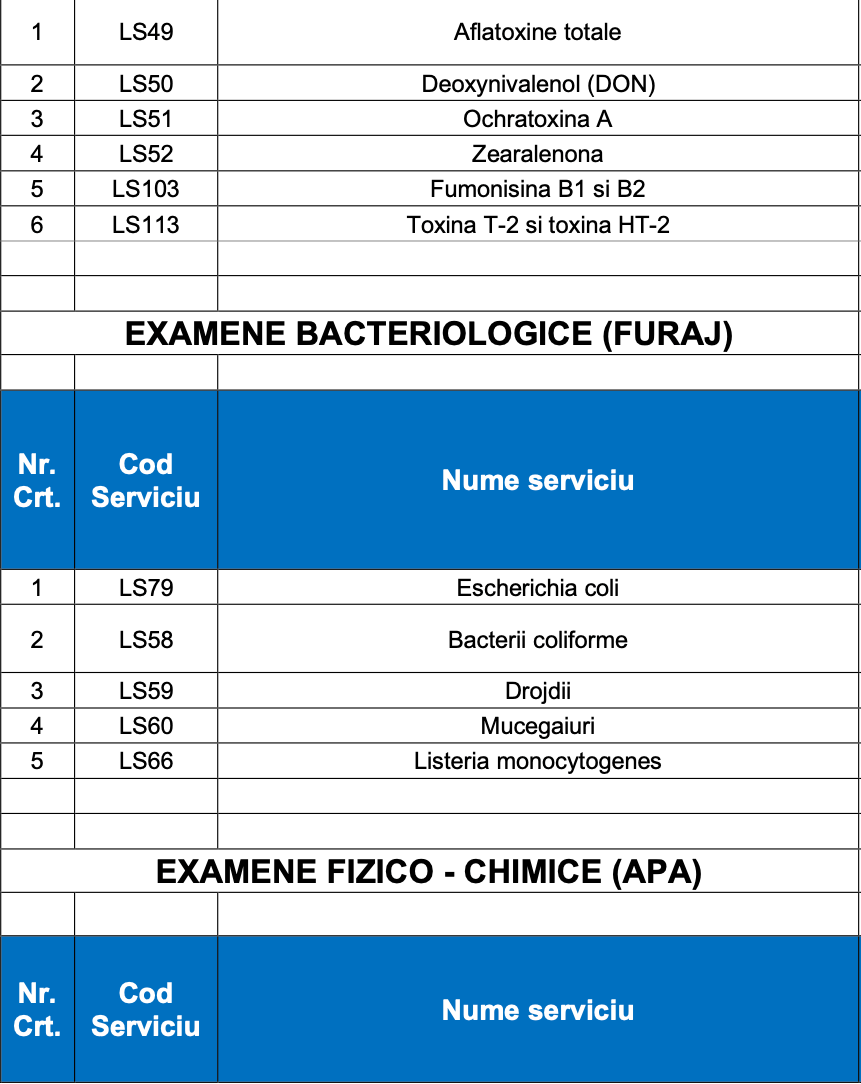 1 LS49 Aflatoxine totale
2 LS50 Deoxynivalenol (DON)
3 LS51 Ochratoxina A
4 LS52 Zearalenona
5 LS103 Fumonisina B1 si B2
6 LS113 Toxina T-2 si toxina HT-2
EXAMENE BACTERIOLOGICE (FURAJ)
Nr. Crt. Cod Serviciu Nume serviciu
1 LS79 Escherichia coli
2 LS58 Bacterii coliforme
3 LS59 Drojdii
4 LS60 Mucegaiuri
5 LS66 Listeria monocytogenes
EXAMENE FIZICO - CHIMICE (APA)
Nr. Crt. Cod Serviciu Nume serviciu